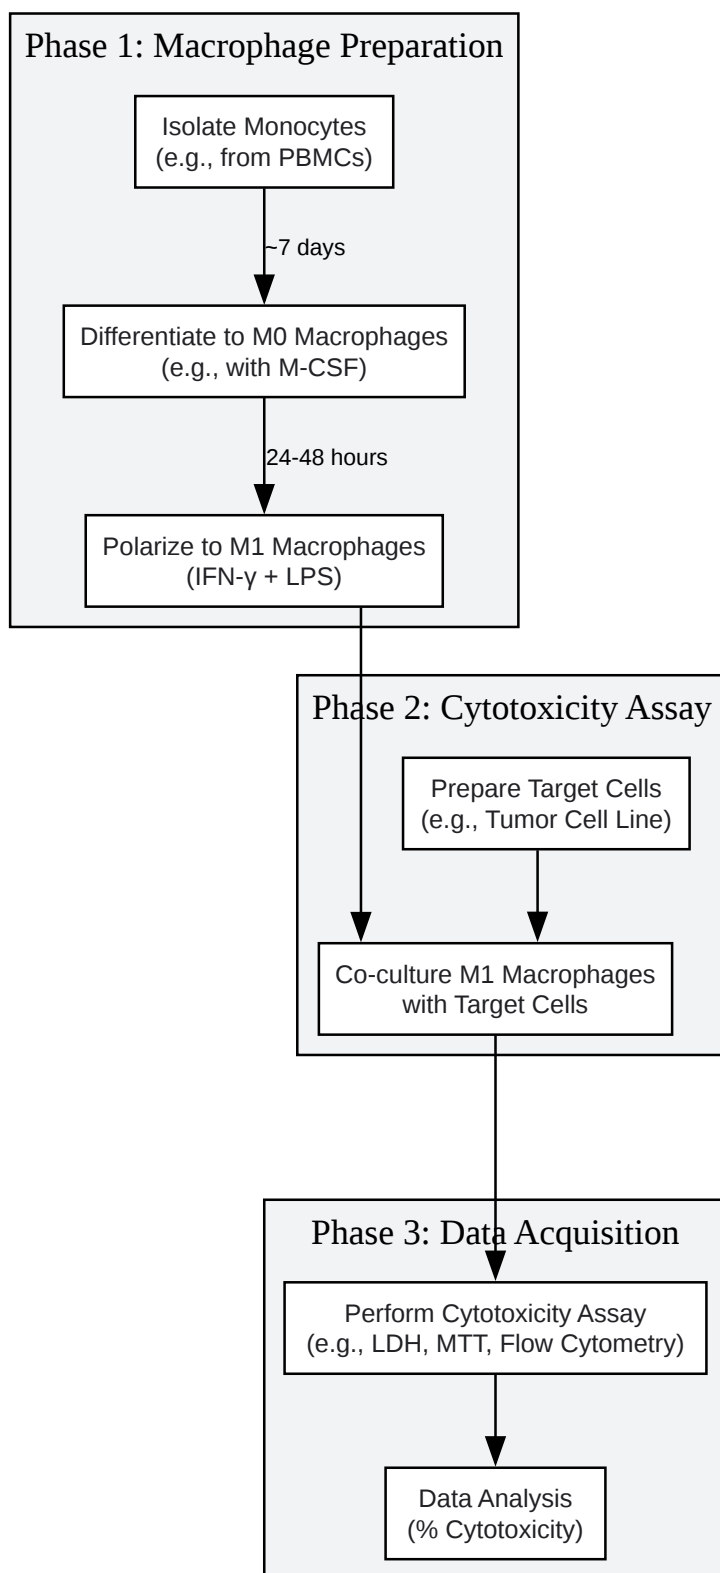 Phase 1: Macrophage Preparation
Isolate Monocytes
(e.g., from PBMCs)
~7 days
Differentiate to M0 Macrophages
(e.g., with M-CSF)
24-48 hours
Polarize to M1 Macrophages
(IFN-γ + LPS)
Phase 2: Cytotoxicity Assay
Prepare Target Cells
(e.g., Tumor Cell Line)
Co-culture M1 Macrophages
with Target Cells
Phase 3: Data Acquisition
Perform Cytotoxicity Assay
(e.g., LDH, MTT, Flow Cytometry)
Data Analysis
(% Cytotoxicity)